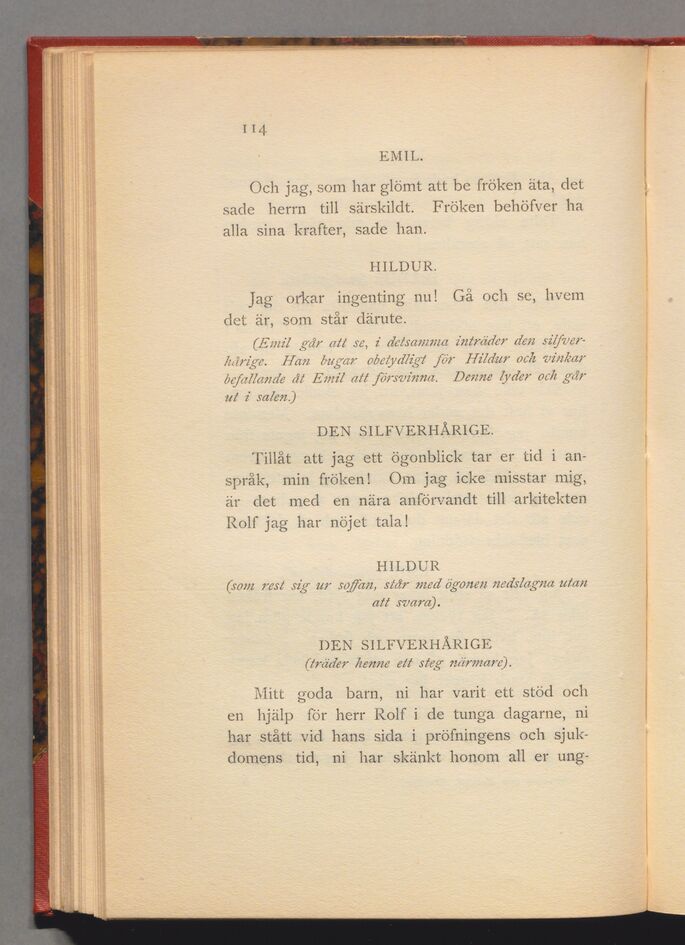 114
EMIL.
Och jag, som har glömt att be fröken äta, det
sade herrn till särskildt. Fröken behöfver ha
alla sina krafter, sade han.
HILDUR.
Jag orkar ingenting nu! Gå och se, hvem
det är, som står därute.
(Emil går att se, i detsamma inträder den silfver-
hårige. Han bugar obetydligt för Hildur och vinkar
befallande åt Emil att försvinna. Denne lyder och går
ut i salen.)
DEN SILFVERHÅRIGE.
Tillåt att jag ett ögonblick tar er tid i an-
språk, min fröken! Om jag icke misstar mig,
är det med en nära anförvandt till arkitekten
Rolf jag har nöjet tala!
HILDUR
(som rest sig ur soffan, står med ögonen nedslagna utan
att svara).
DEN SILFVERHÅRIGE
(träder henne ett steg närmare).
Mitt goda barn, ni har varit ett stöd och
en hjälp för herr Rolf i de tunga dagarne, ni
har stått vid hans sida i pröfningens och sjuk-
domens tid, ni har skänkt honom all er ung-